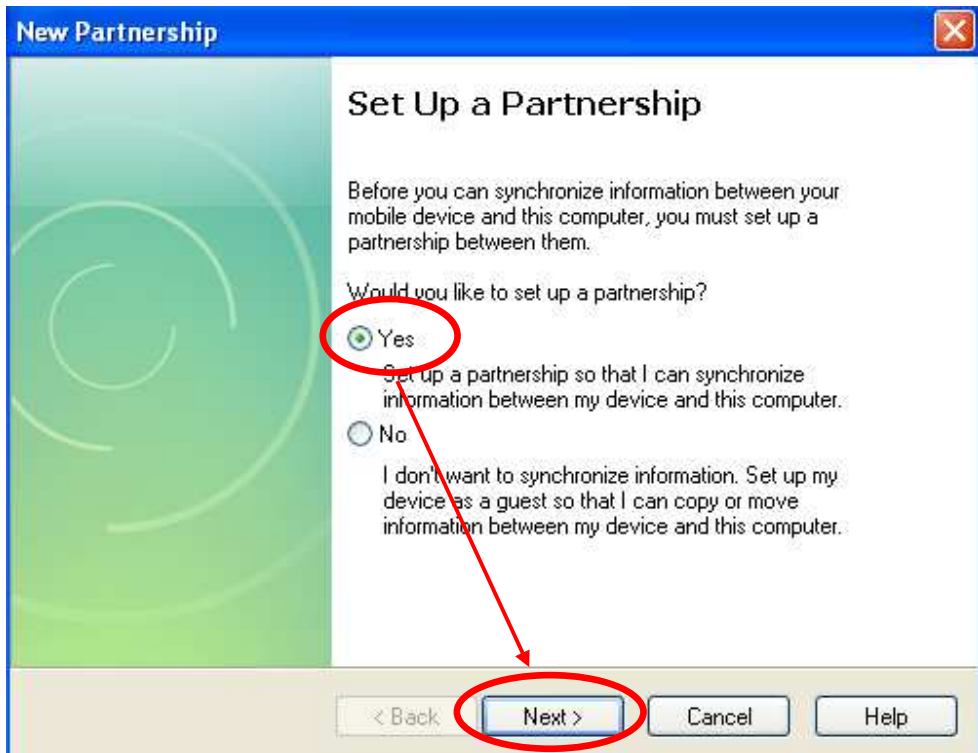 New Partnership
Set Up a Partnership
Before you can synchronize information between your
mobile device and this computer, you must set up a
partnership between them.
Would you like to set up a partnership?
Yes
Set up a partnership so that I can synchronize
information between my device and this computer.
No
I don't want to synchronize information. Set up my
device as a guest so that I can copy or move
information between my device and this computer.
< Back Next > Cancel Help